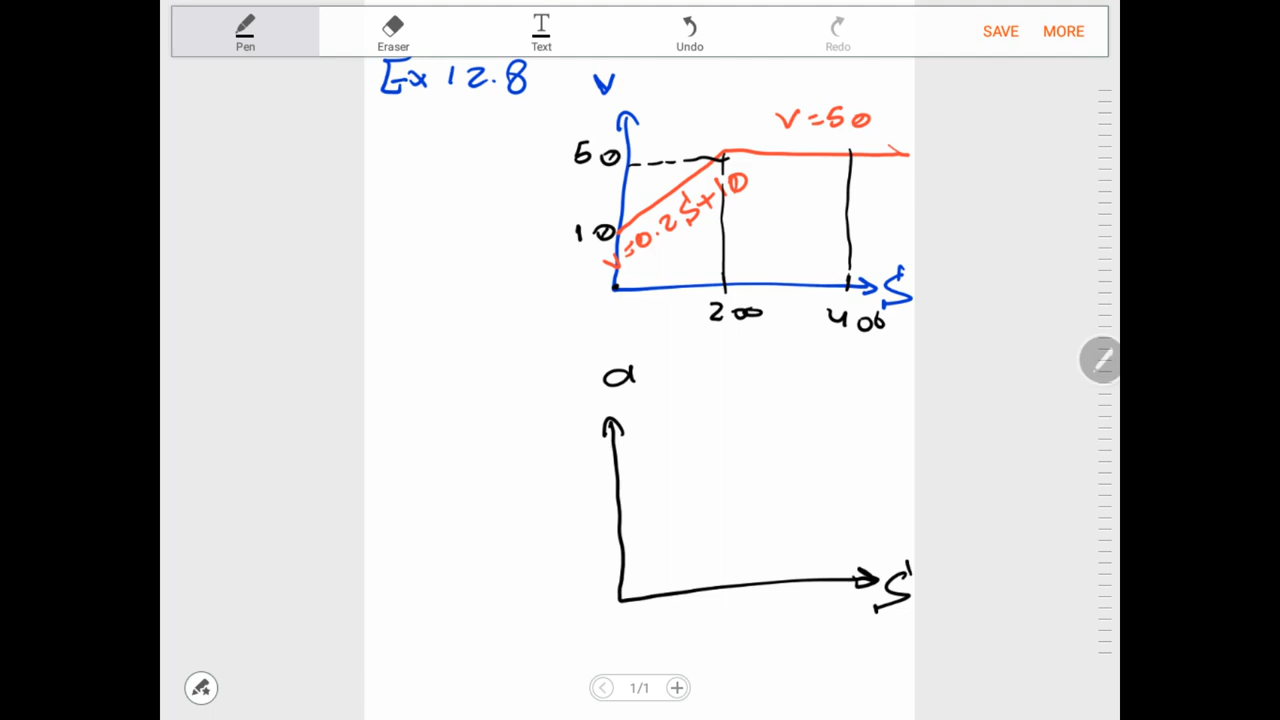 Pen Eraser Text Undo Redo SAVE MORE
Ex 12.8
v
v=50
50
v=0.2S+10
10
S
200 400
a
S
1/1